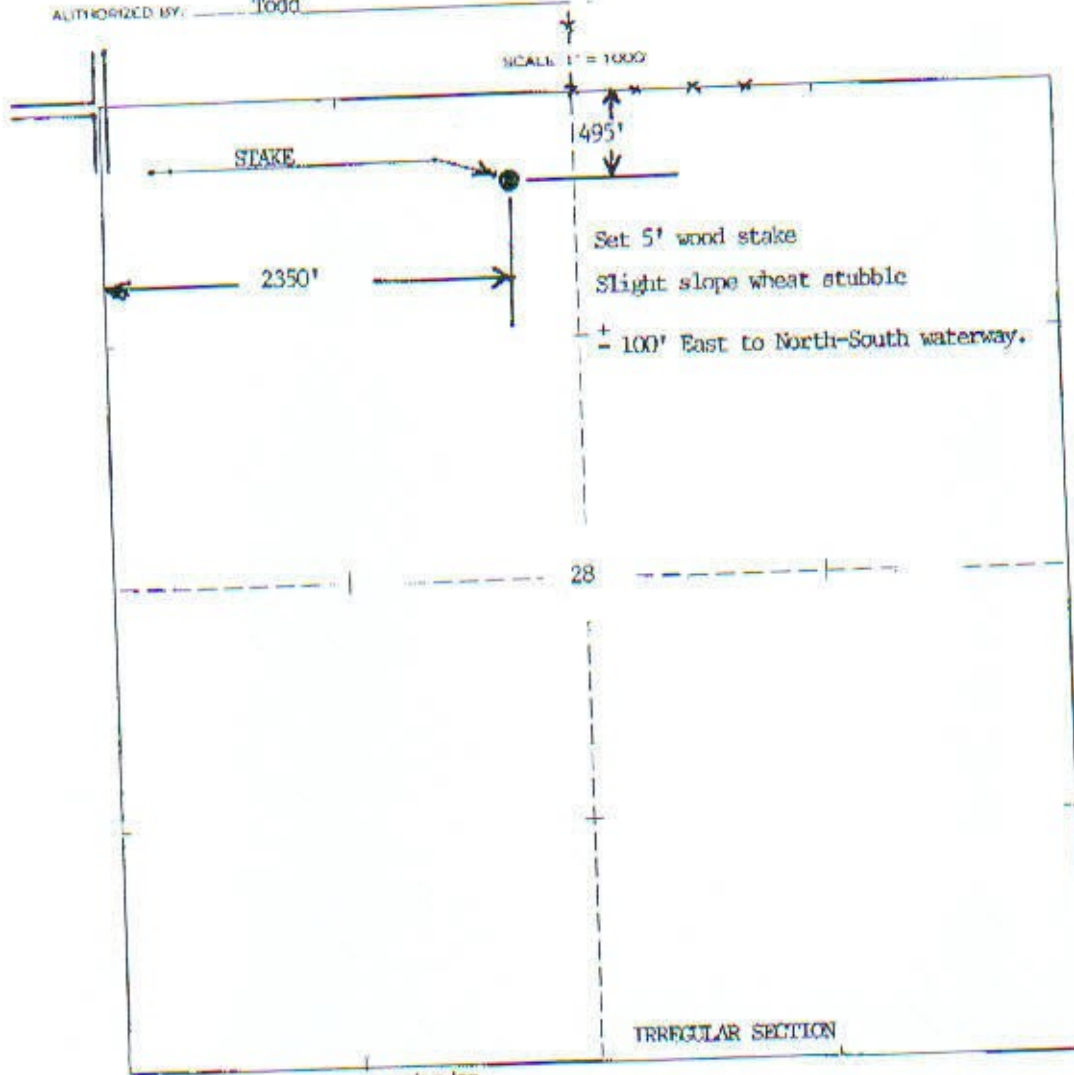 AUTHORIZED BY: Todd
SCALE 1" = 1000'
495'
STAKE
Set 5' wood stake
2350'
Slight slope wheat stubble
± 100' East to North-South waterway.
28
IRREGULAR SECTION